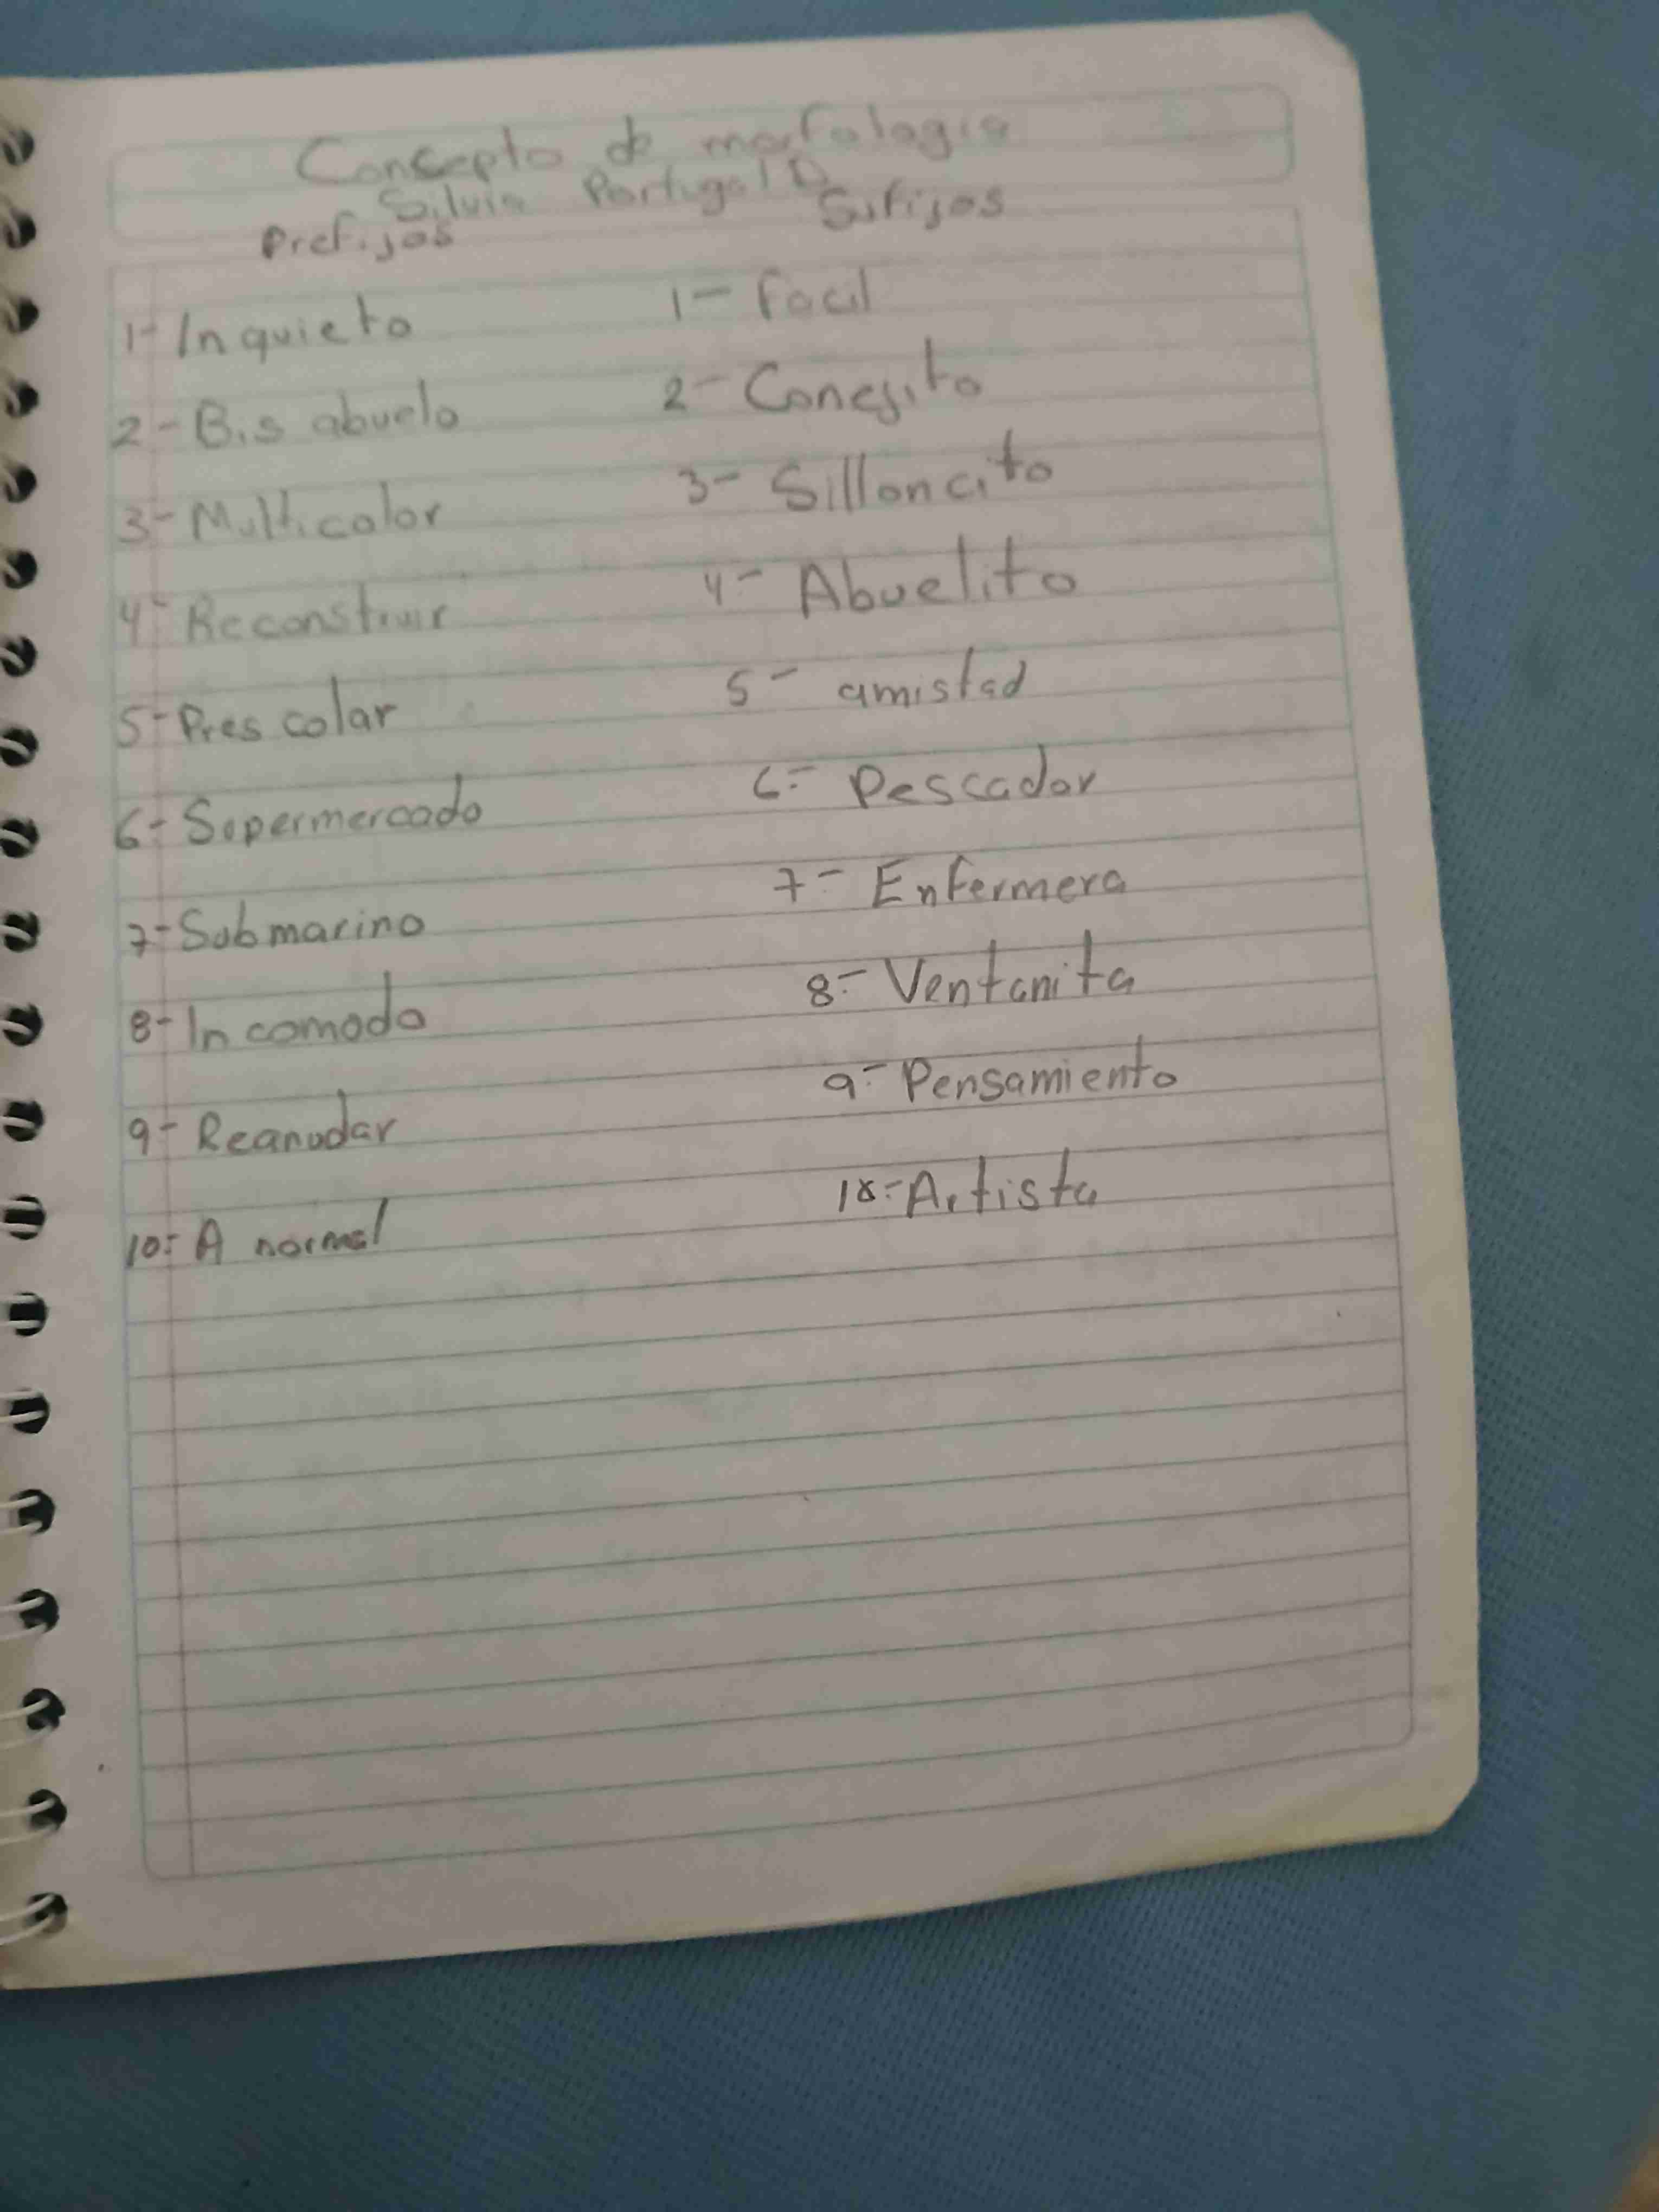 Consepto de morfologia
Silvia Portugal D
Prefijos Sufijos
1- Inquieto 1- Facil
2- Bis abuelo 2- Conejito
3- Multicolor 3- Silloncito
4- Reconstruir 4- Abuelito
5- Pres colar 5- amistad
6- Supermercado 6- Pescador
7- Submarino 7- Enfermera
8- In comodo 8- Ventanita
9- Reanudar 9- Pensamiento
10- A normal 10- Artista